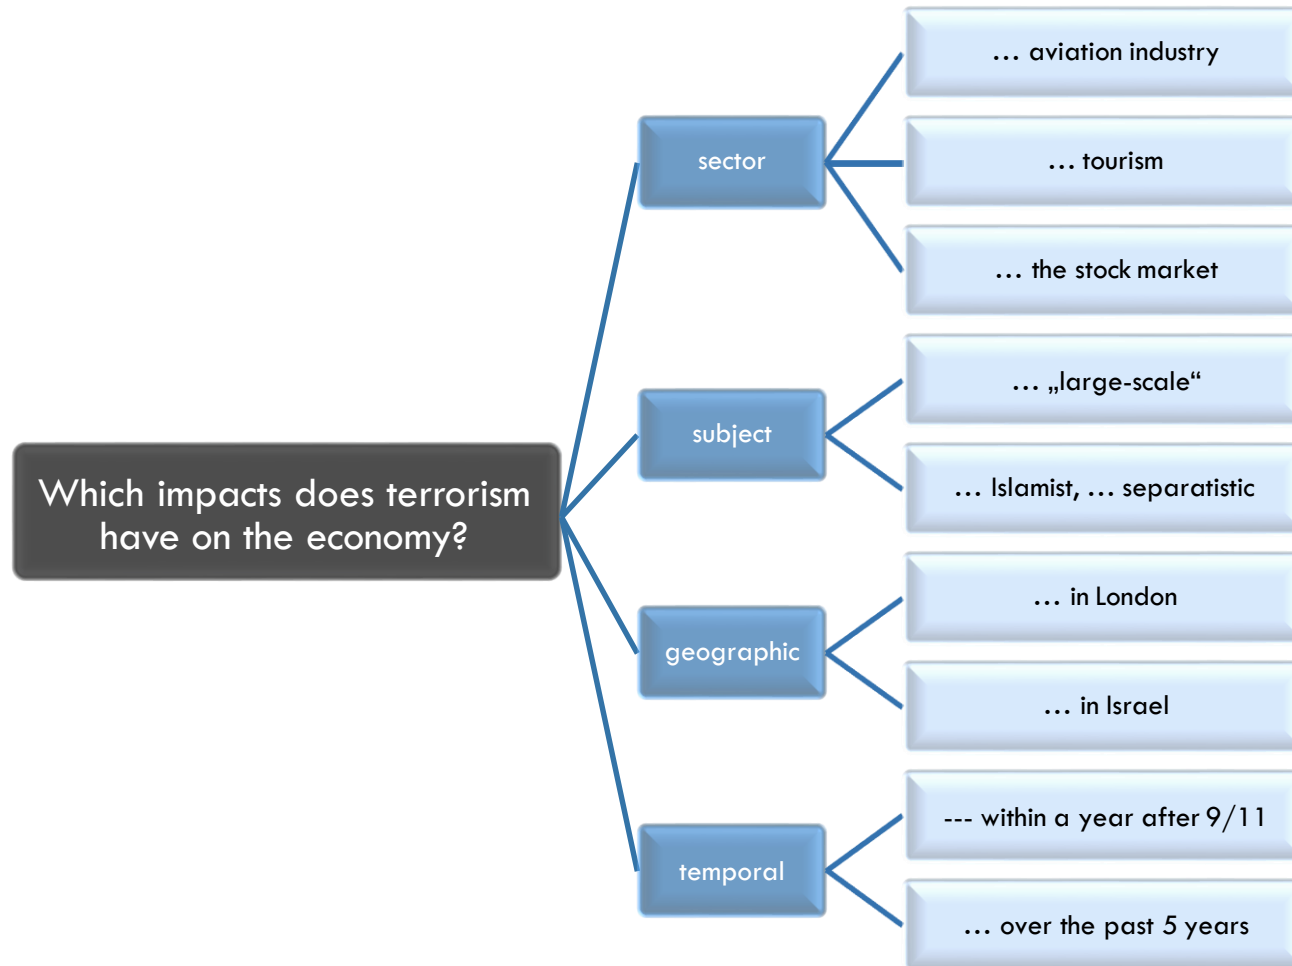 Which impacts does terrorism
have on the economy?
sector
… aviation industry
… tourism
… the stock market
subject
… „large-scale“
… Islamist, … separatistic
geographic
… in London
… in Israel
temporal
--- within a year after 9/11
… over the past 5 years